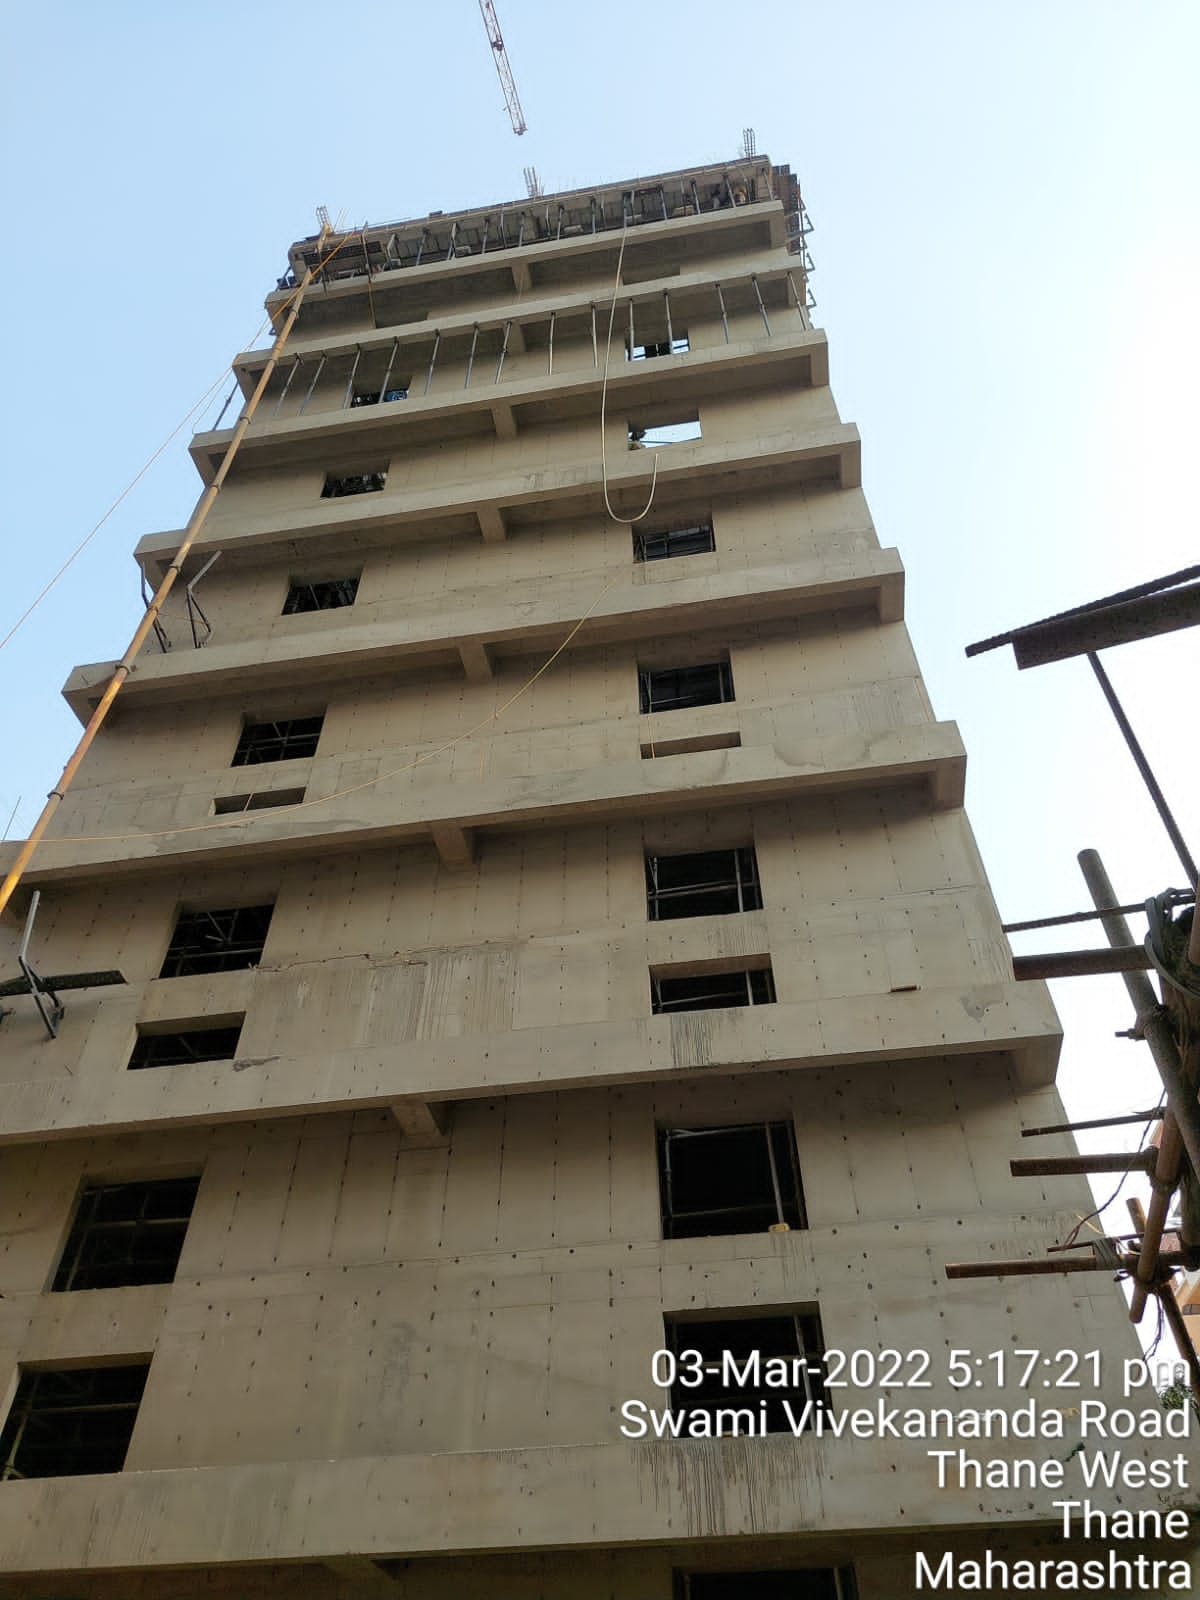 03-Mar-2022 5:17:21 pm
Swami Vivekananda Road
Thane West
Thane
Maharashtra